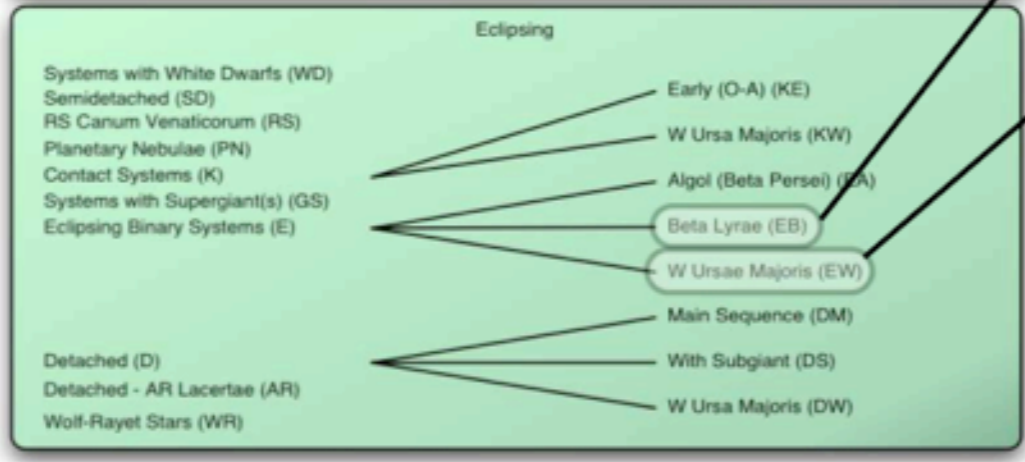 Eclipsing
Systems with White Dwarfs (WD)
Semidetached (SD)
RS Canum Venaticorum (RS)
Planetary Nebulae (PN)
Contact Systems (K)
Systems with Supergiant(s) (GS)
Eclipsing Binary Systems (E)
Detached (D)
Detached - AR Lacertae (AR)
Wolf-Rayet Stars (WR)
Early (O-A) (KE)
W Ursa Majoris (KW)
Algol (Beta Persei) (EA)
Beta Lyrae (EB)
W Ursae Majoris (EW)
Main Sequence (DM)
With Subgiant (DS)
W Ursa Majoris (DW)